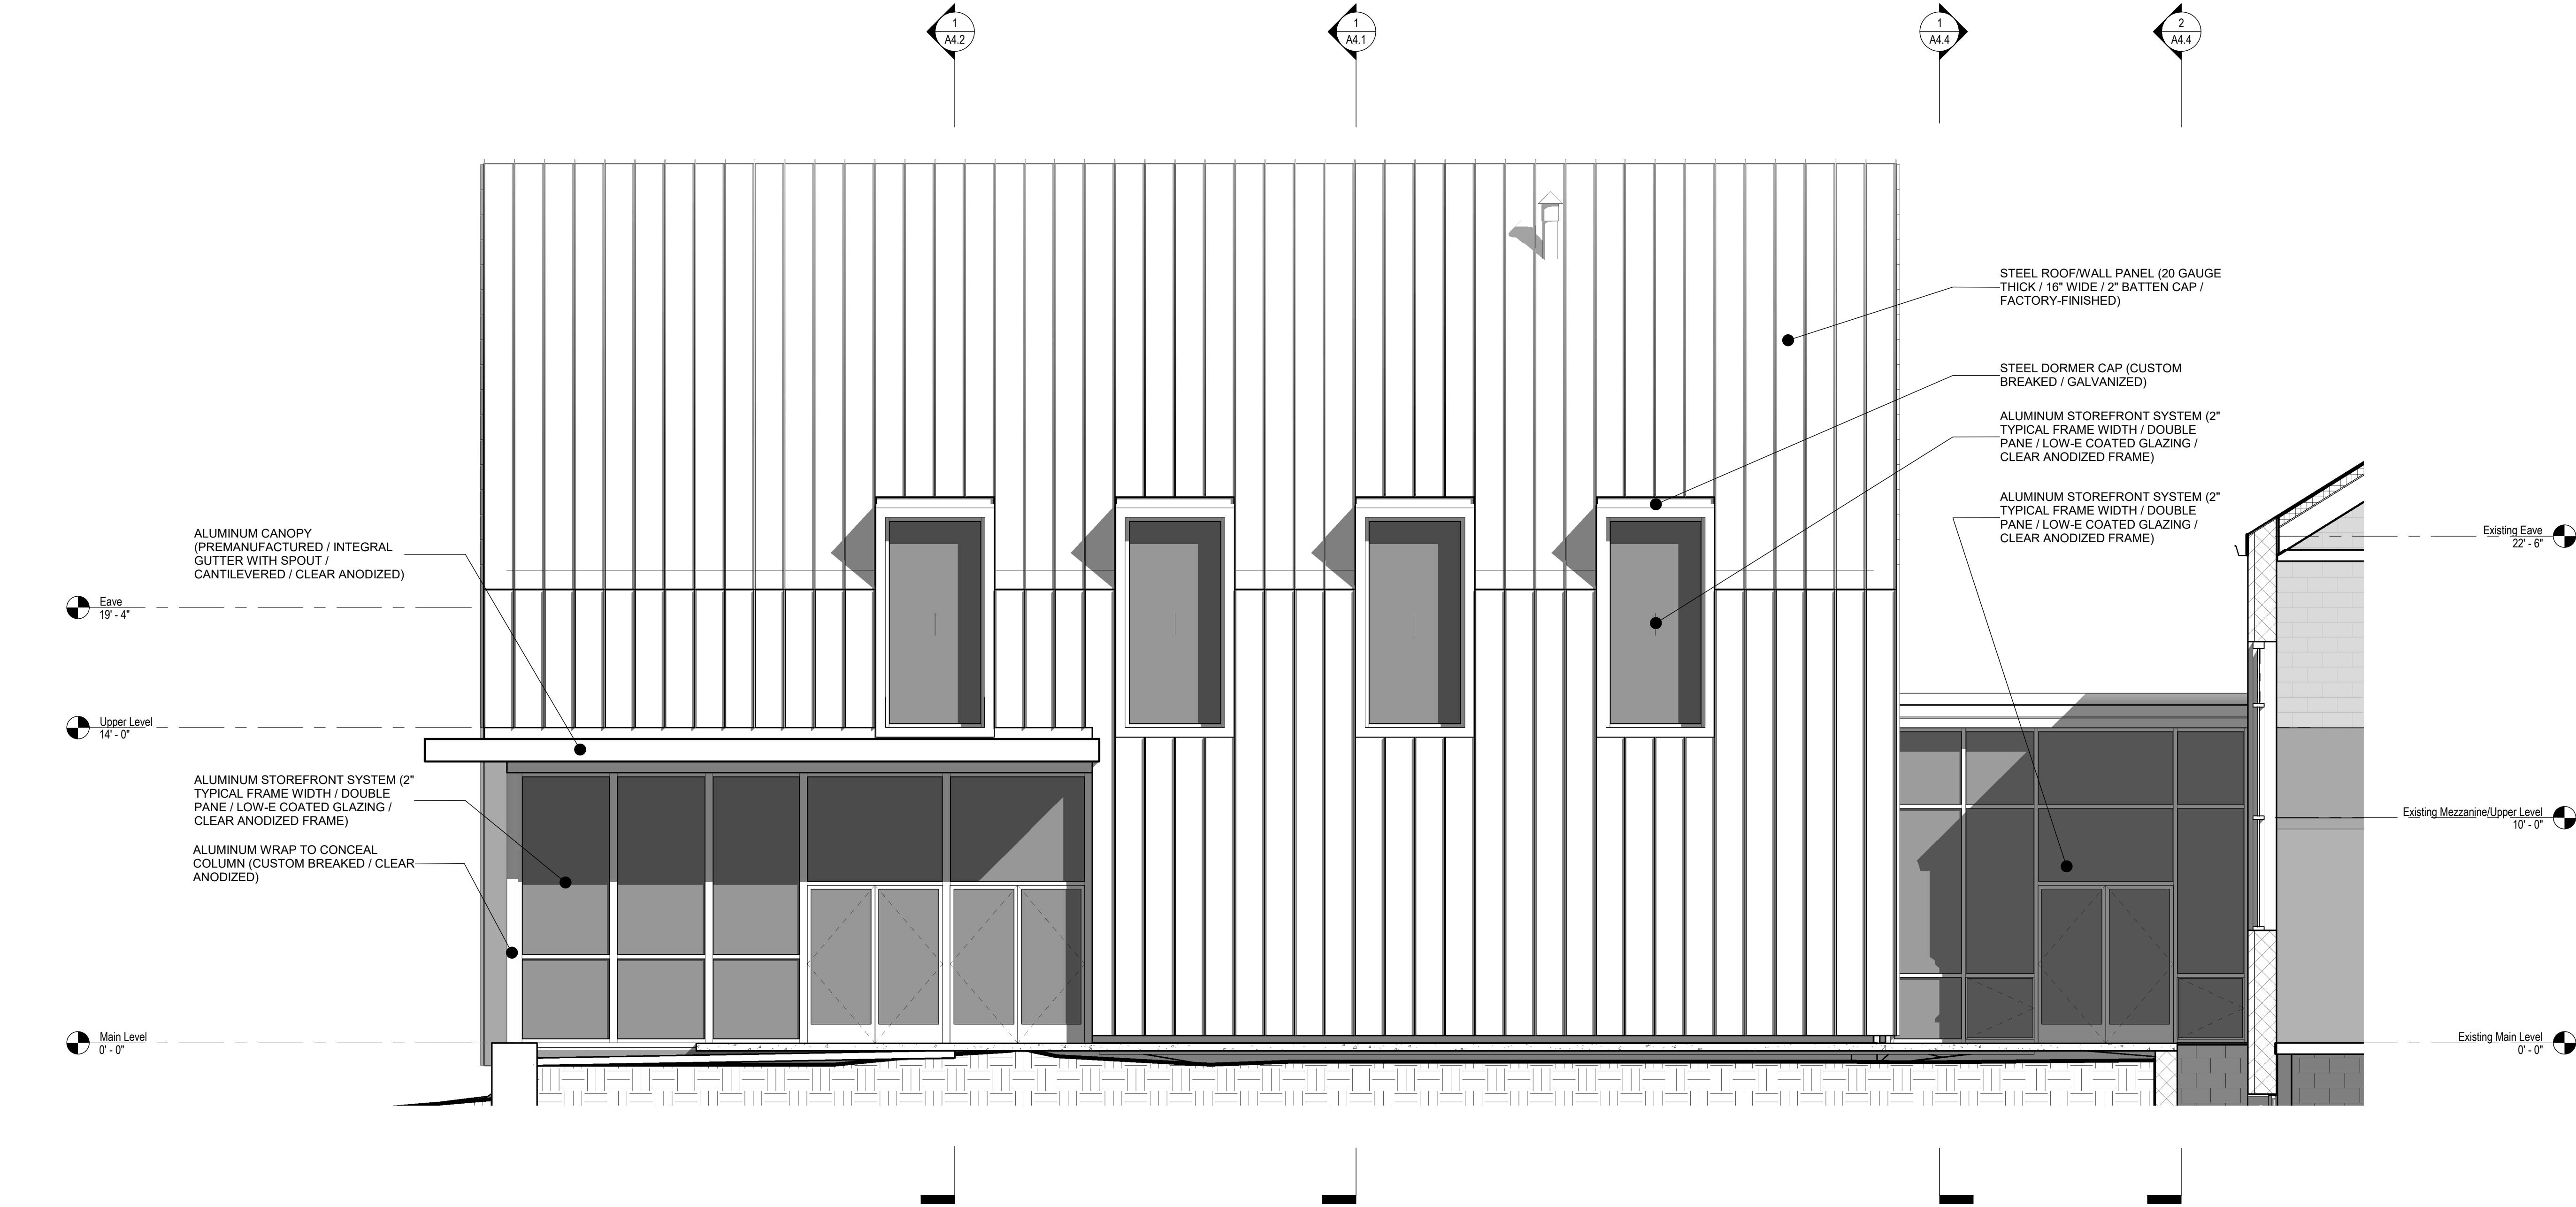 1
A4.2
1
A4.1
1
A4.4
2
A4.4
STEEL ROOF/WALL PANEL (20 GAUGE
THICK / 16" WIDE / 2" BATTEN CAP /
FACTORY-FINISHED)
STEEL DORMER CAP (CUSTOM
BREAKED / GALVANIZED)
ALUMINUM STOREFRONT SYSTEM (2"
TYPICAL FRAME WIDTH / DOUBLE
PANE / LOW-E COATED GLAZING /
CLEAR ANODIZED FRAME)
ALUMINUM STOREFRONT SYSTEM (2"
TYPICAL FRAME WIDTH / DOUBLE
PANE / LOW-E COATED GLAZING /
CLEAR ANODIZED FRAME)
ALUMINUM CANOPY
(PREMANUFACTURED / INTEGRAL
GUTTER WITH SPOUT /
CANTILEVERED / CLEAR ANODIZED)
Existing Eave
22' - 6"
Eave
19' - 4"
Upper Level
14' - 0"
ALUMINUM STOREFRONT SYSTEM (2"
TYPICAL FRAME WIDTH / DOUBLE
PANE / LOW-E COATED GLAZING /
CLEAR ANODIZED FRAME)
Existing Mezzanine/Upper Level
10' - 0"
ALUMINUM WRAP TO CONCEAL
COLUMN (CUSTOM BREAKED / CLEAR
ANODIZED)
Main Level
0' - 0"
Existing Main Level
0' - 0"